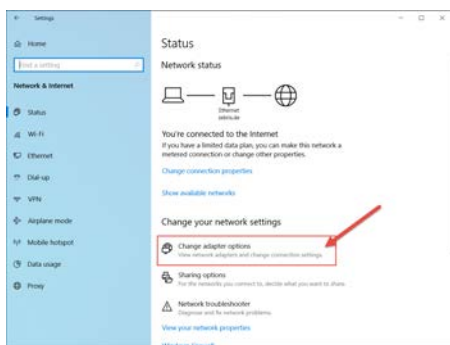 Settings
Home
Find a setting
Network & Internet
Status
Wi-Fi
Ethernet
Dial-up
VPN
Airplane mode
Mobile hotspot
Data usage
Proxy
Status
Network status
Ethernet
You're connected to the Internet
If you have a limited data plan, you can make this network a
metered connection or change other properties.
Change connection properties
Show available networks
Change your network settings
Change adapter options
View network adapters and change connection settings.
Sharing options
For the networks you connect to, decide what you want to share.
Network troubleshooter
Diagnose and fix network problems.
View your network properties
Windows Firewall